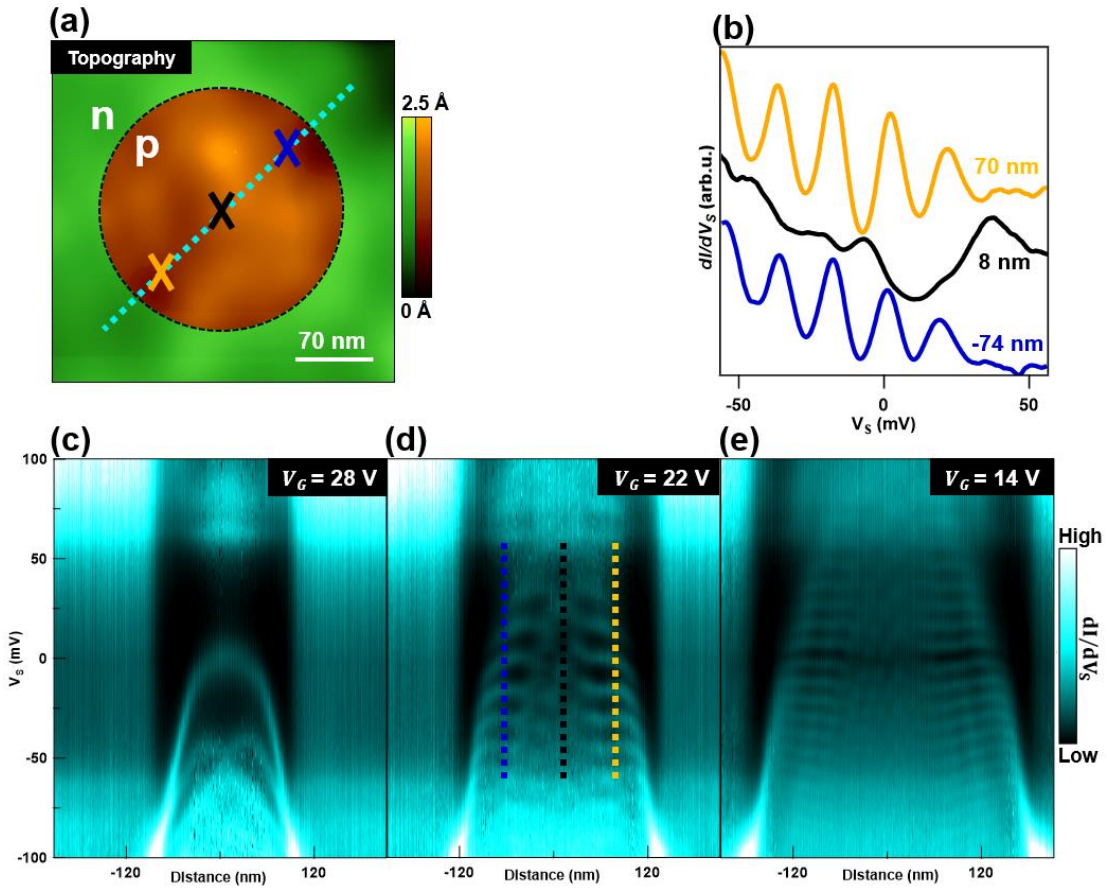 (a)
Topography
n
p
2.5 Å
0 Å
70 nm
(b)
dI/dV_S (arb.u.)
70 nm
8 nm
-74 nm
-50
0
50
V_S (mV)
(c)
V_G = 28 V
100
50
0
-50
-100
V_S (mV)
-120
Distance (nm)
120
(d)
V_G = 22 V
-120
Distance (nm)
120
(e)
V_G = 14 V
-120
Distance (nm)
120
High
dI/dV_S
Low